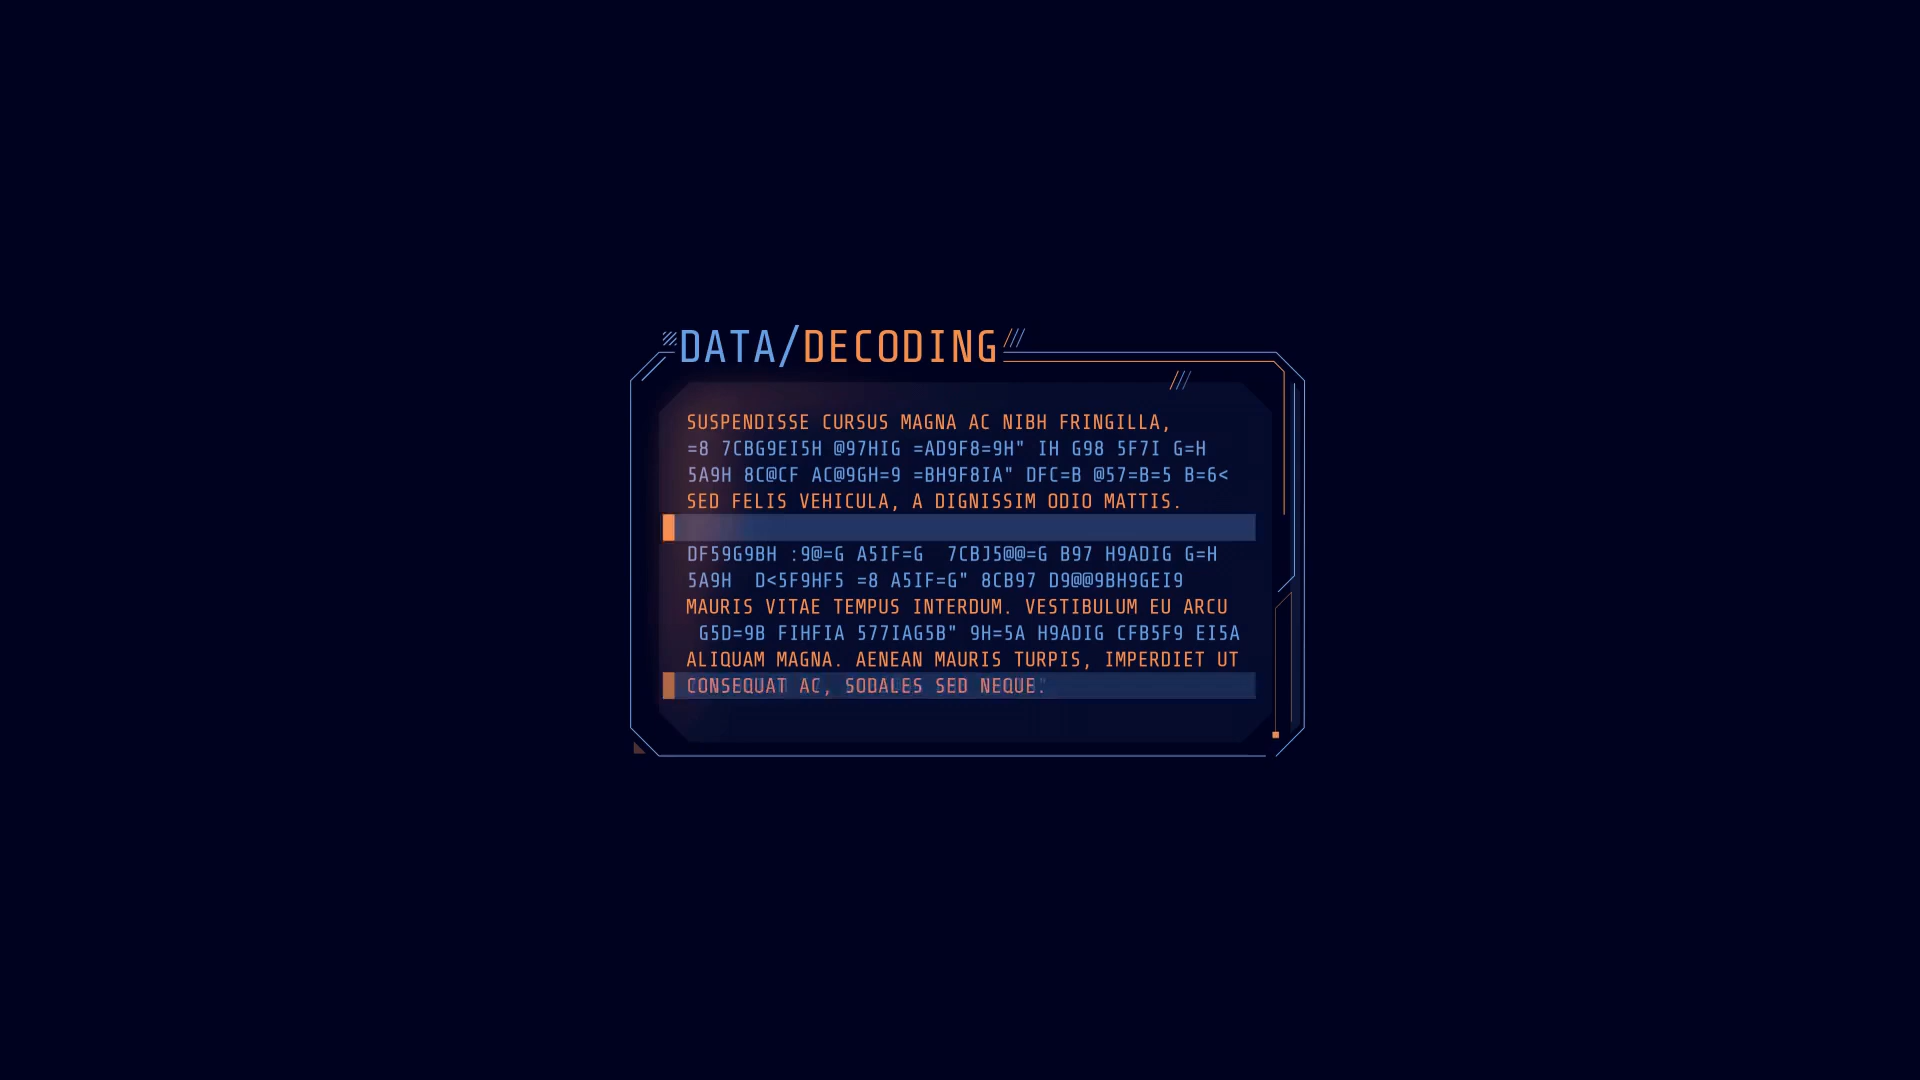 DATA/DECODING
SUSPENDISSE CURSUS MAGNA AC NIBH FRINGILLA,
=8 7CBG9EI5H @97HIG =AD9F8=9H" IH G98 5F7I G=H
5A9H 8C@CF AC@9GH=9 =BH9F8IA" DFC=B @57=B=5 B=6<
SED FELIS VEHICULA, A DIGNISSIM ODIO MATTIS.
DF59G9BH :9@=G A5IF=G  7CBJ5@@=G B97 H9ADIG G=H
5A9H  D<5F9HF5 =8 A5IF=G" 8CB97 D9@@9BH9GEI9
MAURIS VITAE TEMPUS INTERDUM. VESTIBULUM EU ARCU
G5D=9B FIHFIA 577IAG5B" 9H=5A H9ADIG CFB5F9 EI5A
ALIQUAM MAGNA. AENEAN MAURIS TURPIS, IMPERDIET UT
CONSEQUAT AC, SODALES SED NEQUE.